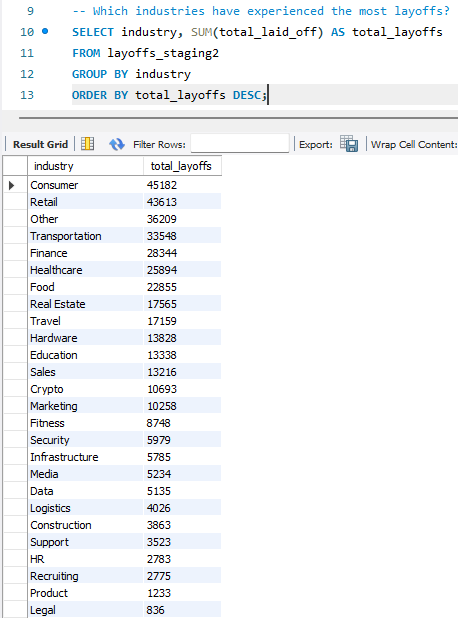 9 -- Which industries have experienced the most layoffs?
10 SELECT industry, SUM(total_laid_off) AS total_layoffs
11 FROM layoffs_staging2
12 GROUP BY industry
13 ORDER BY total_layoffs DESC;
Result Grid Filter Rows: Export: Wrap Cell Content:
industry total_layoffs
Consumer 45182
Retail 43613
Other 36209
Transportation 33548
Finance 28344
Healthcare 25894
Food 22855
Real Estate 17565
Travel 17159
Hardware 13828
Education 13338
Sales 13216
Crypto 10693
Marketing 10258
Fitness 8748
Security 5979
Infrastructure 5785
Media 5234
Data 5135
Logistics 4026
Construction 3863
Support 3523
HR 2783
Recruiting 2775
Product 1233
Legal 836